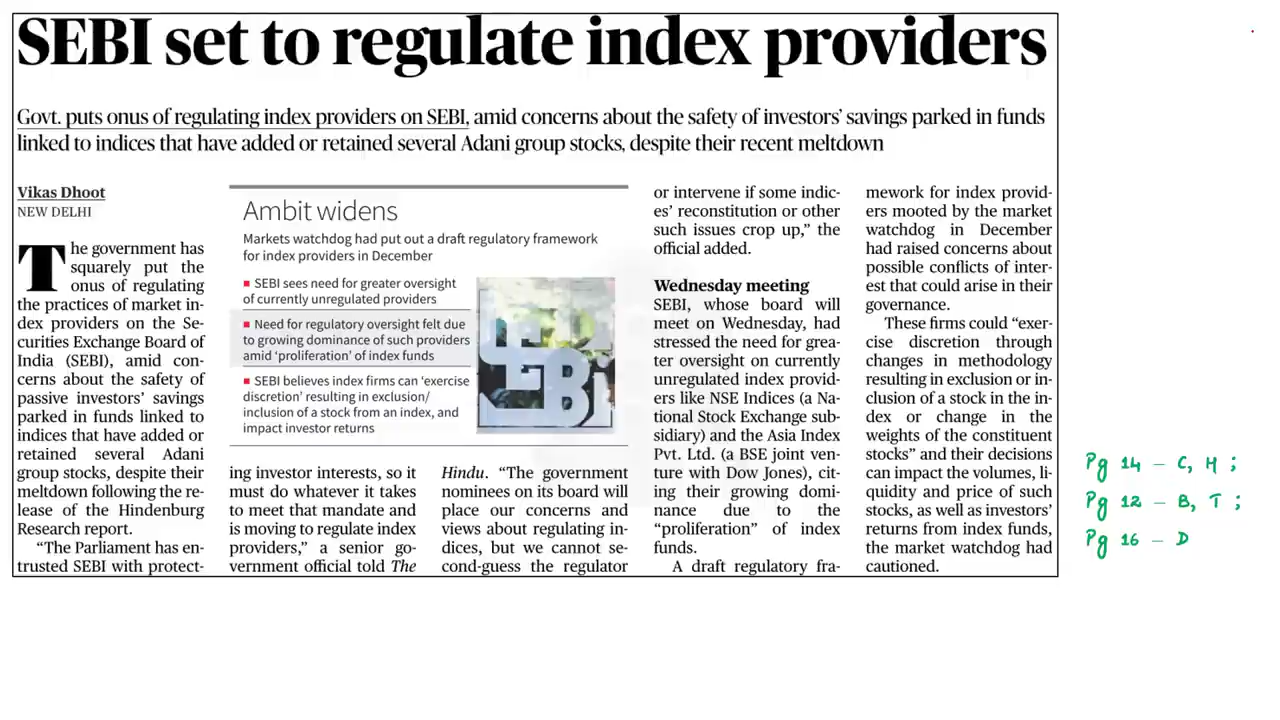 SEBI set to regulate index providers
Govt. puts onus of regulating index providers on SEBI, amid concerns about the safety of investors’ savings parked in funds
linked to indices that have added or retained several Adani group stocks, despite their recent meltdown
Vikas Dhoot
NEW DELHI
The government has
squarely put the
onus of regulating
the practices of market in-
dex providers on the Se-
curities Exchange Board of
India (SEBI), amid con-
cerns about the safety of
passive investors’ savings
parked in funds linked to
indices that have added or
retained several Adani
group stocks, despite their
meltdown following the re-
lease of the Hindenburg
Research report.
“The Parliament has en-
trusted SEBI with protect-
Ambit widens
Markets watchdog had put out a draft regulatory framework
for index providers in December
SEBI sees need for greater oversight
of currently unregulated providers
Need for regulatory oversight felt due
to growing dominance of such providers
amid ‘proliferation’ of index funds
SEBI believes index firms can ‘exercise
discretion’ resulting in exclusion/
inclusion of a stock from an index, and
impact investor returns
SEBI
ing investor interests, so it
must do whatever it takes
to meet that mandate and
is moving to regulate index
providers,” a senior go-
vernment official told The
Hindu. “The government
nominees on its board will
place our concerns and
views about regulating in-
dices, but we cannot se-
cond-guess the regulator
or intervene if some indic-
es’ reconstitution or other
such issues crop up,” the
official added.
Wednesday meeting
SEBI, whose board will
meet on Wednesday, had
stressed the need for grea-
ter oversight on currently
unregulated index provid-
ers like NSE Indices (a Na-
tional Stock Exchange sub-
sidiary) and the Asia Index
Pvt. Ltd. (a BSE joint ven-
ture with Dow Jones), cit-
ing their growing domi-
nance due to the
“proliferation” of index
funds.
A draft regulatory fra-
mework for index provid-
ers mooted by the market
watchdog in December
had raised concerns about
possible conflicts of inter-
est that could arise in their
governance.
These firms could “exer-
cise discretion through
changes in methodology
resulting in exclusion or in-
clusion of a stock in the in-
dex or change in the
weights of the constituent
stocks” and their decisions
can impact the volumes, li-
quidity and price of such
stocks, as well as investors’
returns from index funds,
the market watchdog had
cautioned.
Pg 14 – C, H ;
Pg 12 – B, T ;
Pg 16 – D